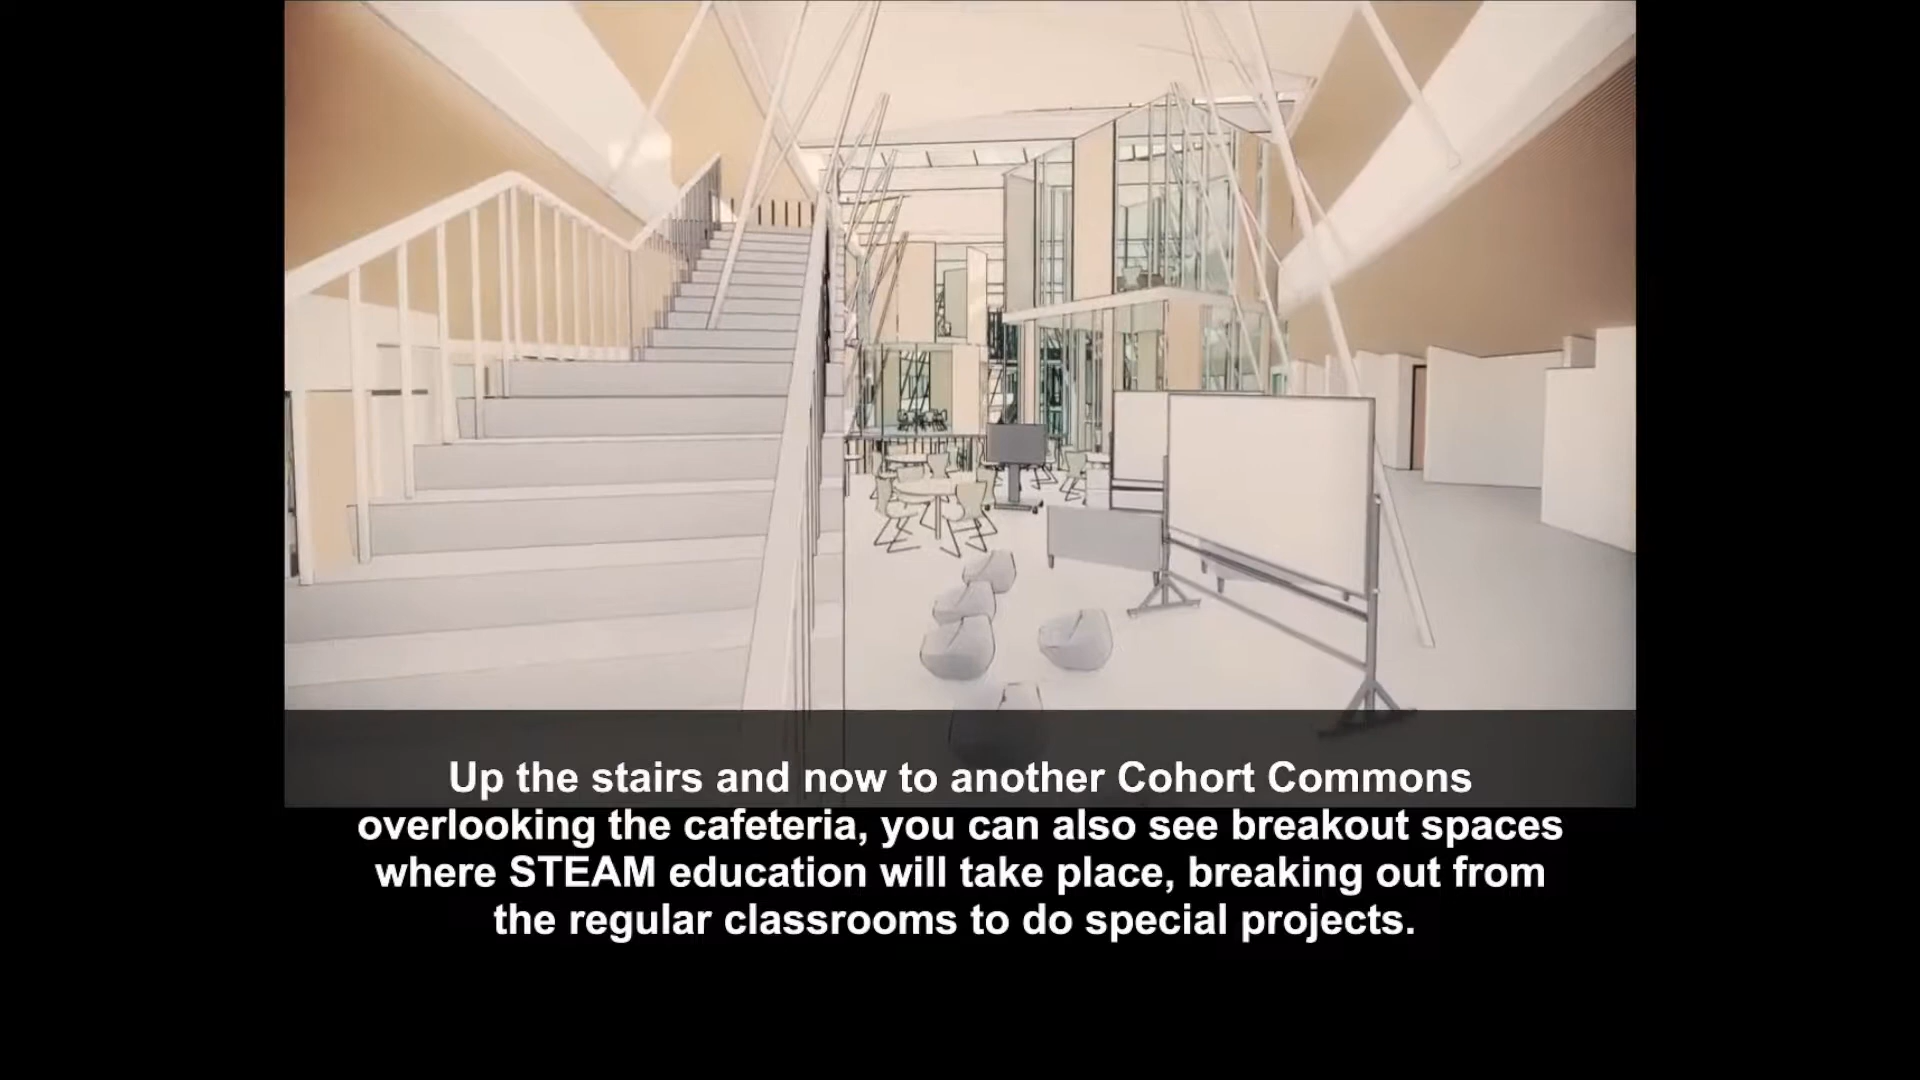 Up the stairs and now to another Cohort Commons
overlooking the cafeteria, you can also see breakout spaces
where STEAM education will take place, breaking out from
the regular classrooms to do special projects.